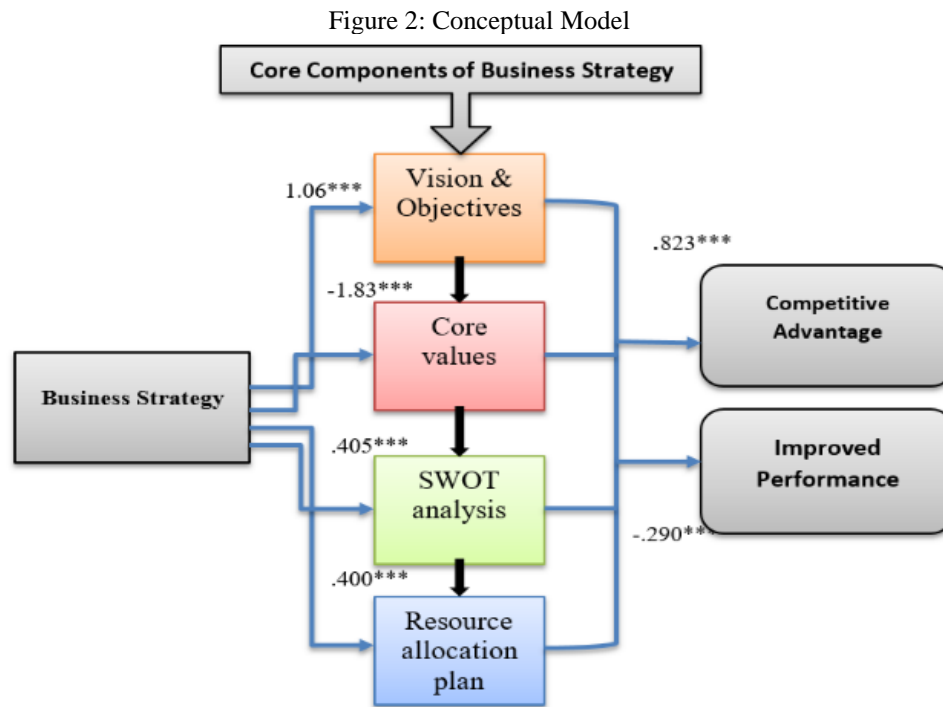 Figure 2: Conceptual Model
Core Components of Business Strategy
Vision &
Objectives
1.06***
.823***
-1.83***
Core
values
Competitive
Advantage
Business Strategy
.405***
SWOT
analysis
Improved
Performance
-.290***
.400***
Resource
allocation
plan